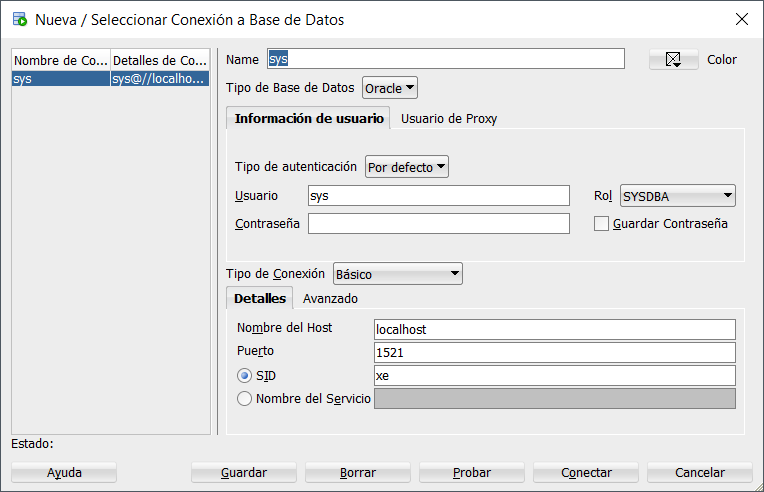 Nueva / Seleccionar Conexión a Base de Datos
Nombre de Co... Detalles de Co...
sys sys@//localho...
Name sys Color
Tipo de Base de Datos Oracle
Información de usuario Usuario de Proxy
Tipo de autenticación Por defecto
Usuario sys Rol SYSDBA
Contraseña Guardar Contraseña
Tipo de Conexión Básico
Detalles Avanzado
Nombre del Host localhost
Puerto 1521
SID xe
Nombre del Servicio
Estado:
Ayuda Guardar Borrar Probar Conectar Cancelar